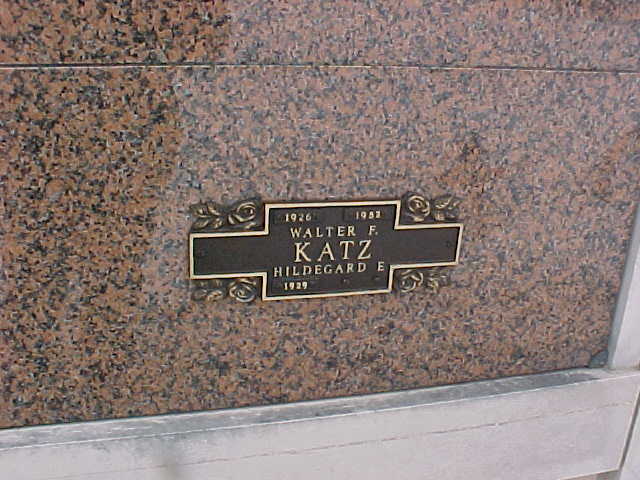 1926 1982
WALTER F.
KATZ
HILDEGARD E.
1929